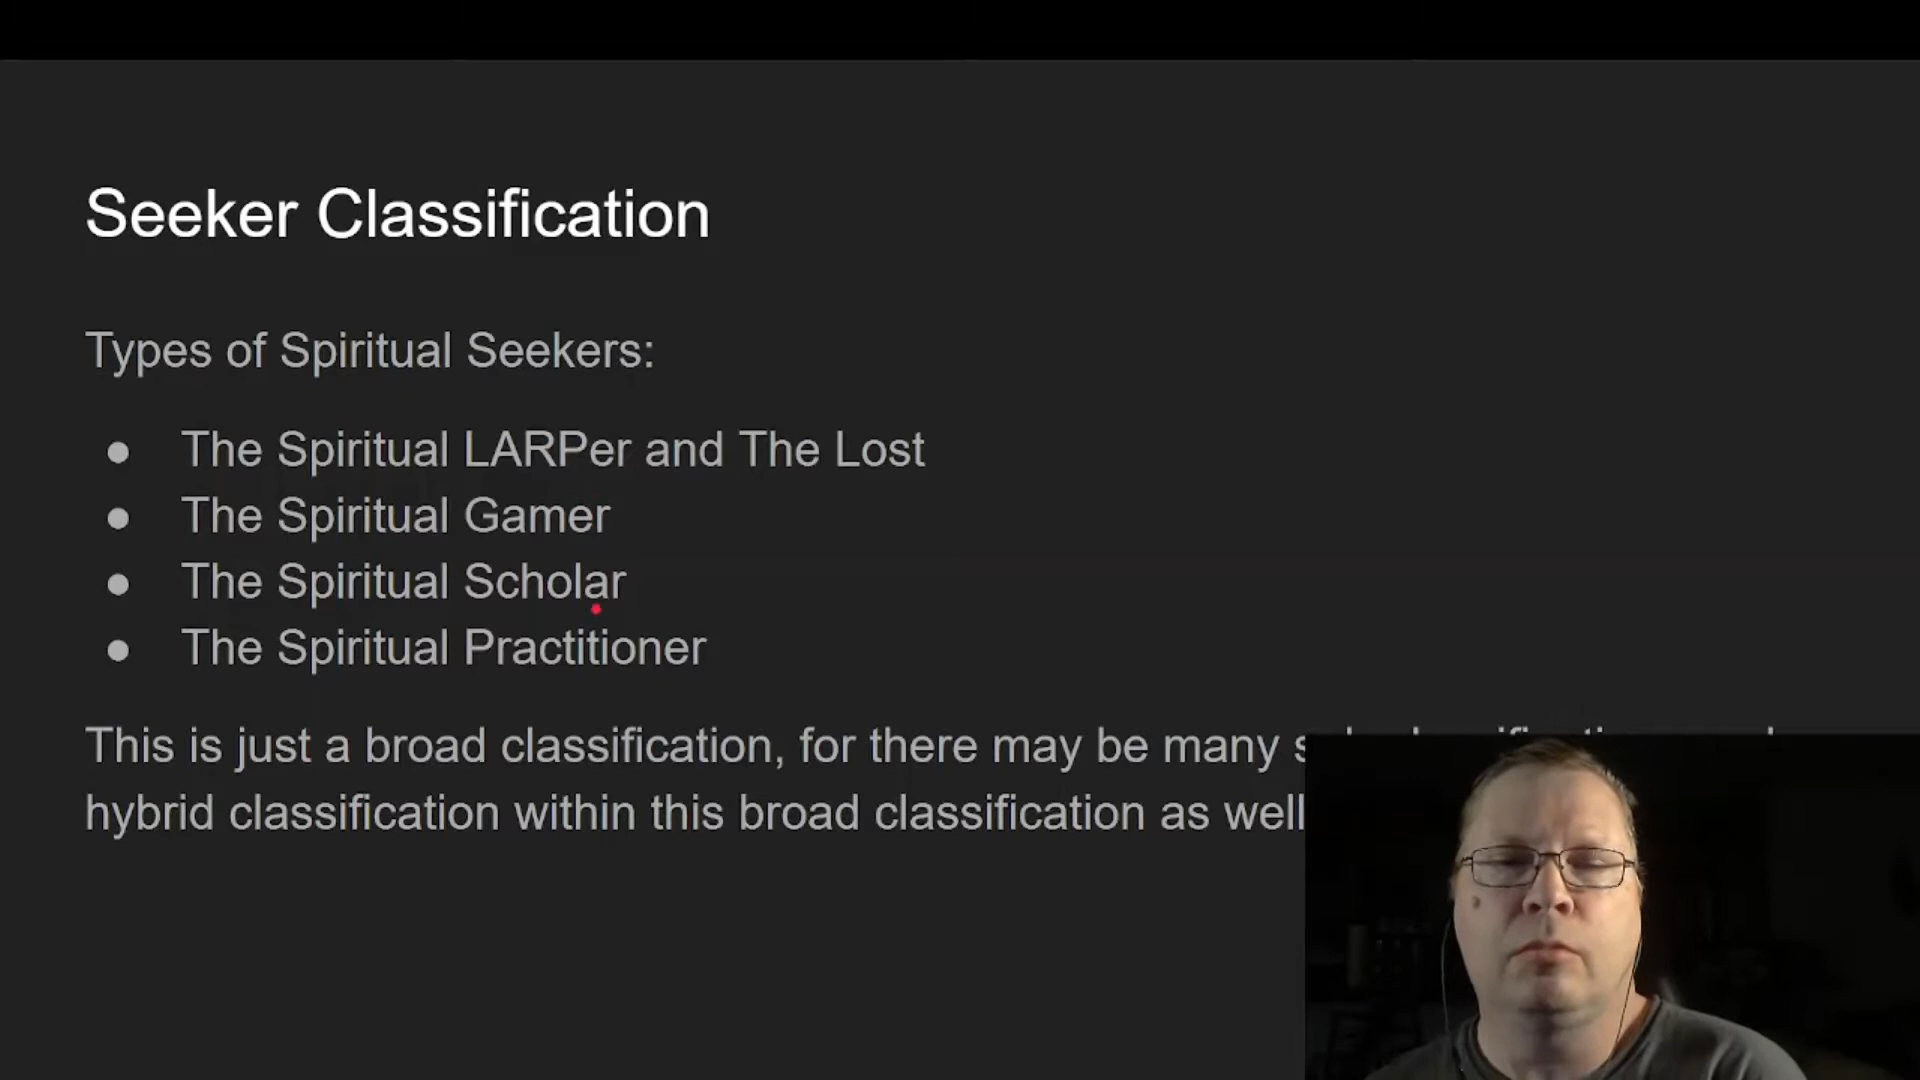 Seeker Classification
Types of Spiritual Seekers:
● The Spiritual LARPer and The Lost
● The Spiritual Gamer
● The Spiritual Scholar
● The Spiritual Practitioner
This is just a broad classification, for there may be many
hybrid classification within this broad classification as well